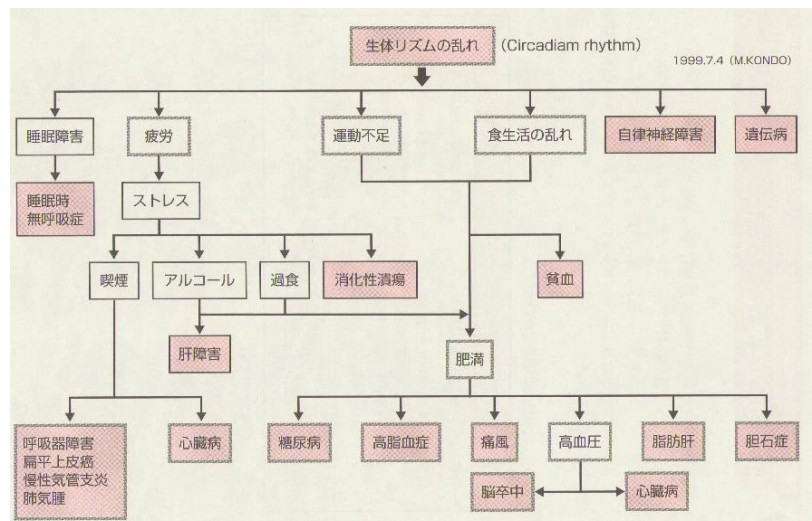 生体リズムの乱れ (Circadiam rhythm)
1999.7.4 (M.KONDO)
睡眠障害 疲労 運動不足 食生活の乱れ 自律神経障害 遺伝病
睡眠時
無呼吸症
ストレス
喫煙 アルコール 過食 消化性潰瘍 貧血
肝障害 肥満
呼吸器障害
扁平上皮癌
慢性気管支炎
肺気腫
心臓病 糖尿病 高脂血症 痛風 高血圧 脂肪肝 胆石症
脳卒中 心臓病